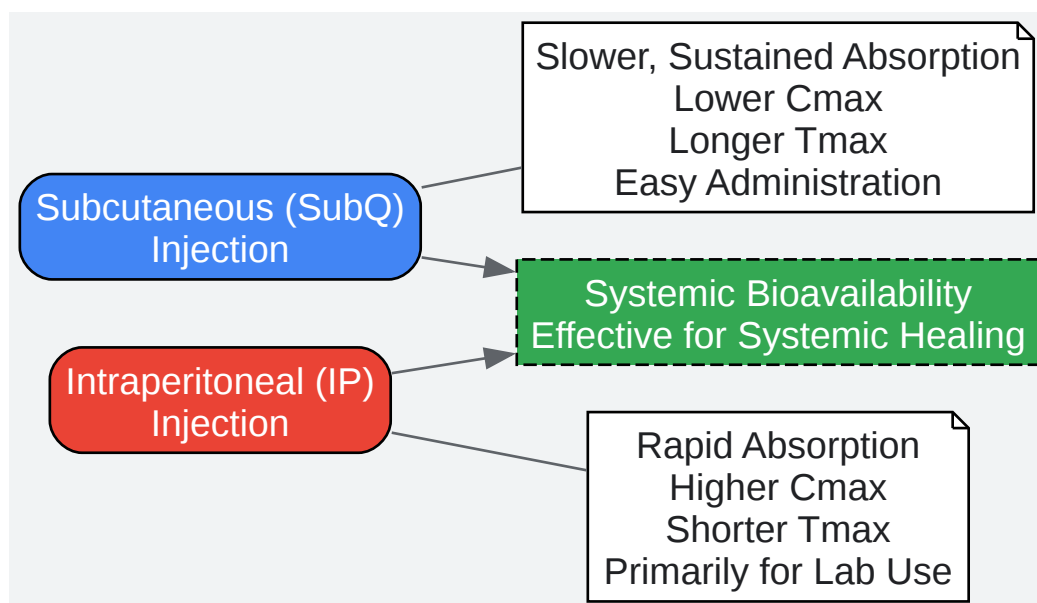 Slower, Sustained Absorption
Lower Cmax
Longer Tmax
Easy Administration
Subcutaneous (SubQ)
Injection
Systemic Bioavailability
Effective for Systemic Healing
Intraperitoneal (IP)
Injection
Rapid Absorption
Higher Cmax
Shorter Tmax
Primarily for Lab Use